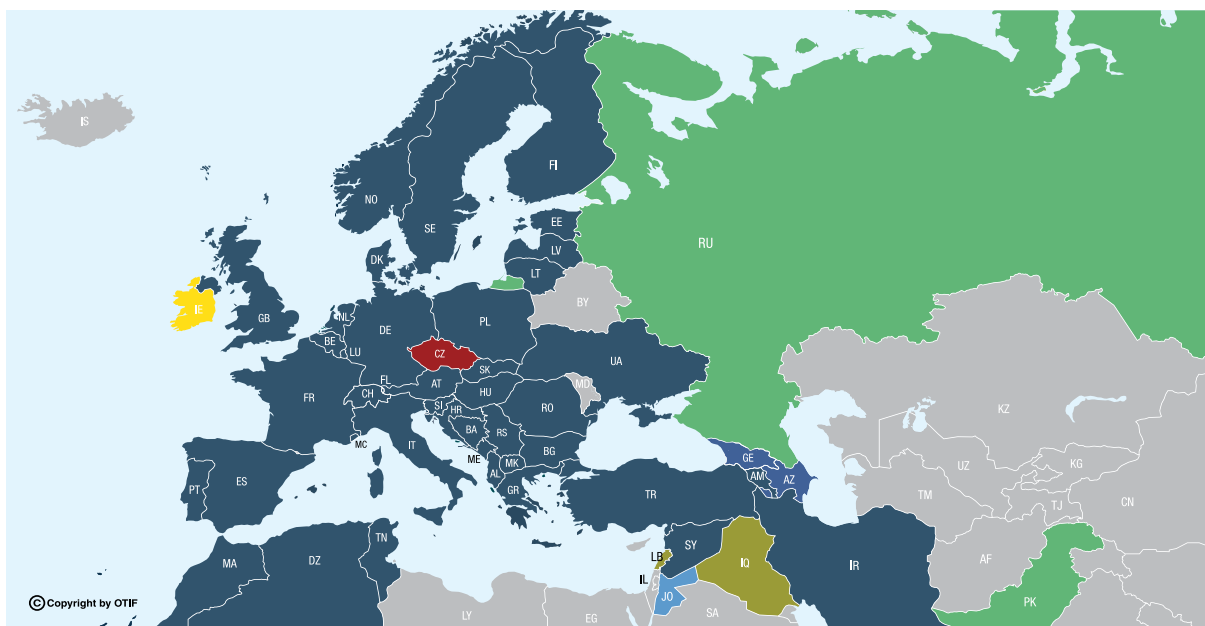 IS
FI
NO
SE
EE
RU
LV
DK
LT
IE
BY
GB
NL
DE
PL
BE
LU
CZ
UA
SK
FL
AT
MD
CH
HU
FR
SI
HR
RO
KZ
BA
RS
MC
IT
BG
GE
ME
MK
UZ
KG
AL
AM
AZ
PT
ES
GR
TR
TM
TJ
CN
TN
SY
LB
MA
DZ
IQ
IR
AF
IL
JO
PK
© Copyright by OTIF
LY
EG
SA